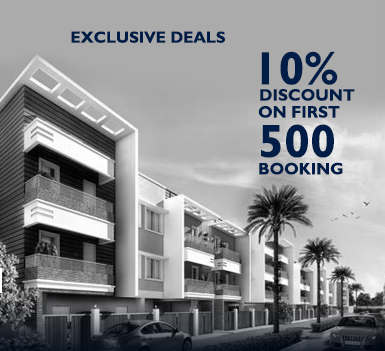 EXCLUSIVE DEALS
10%
DISCOUNT
ON FIRST
500
BOOKING